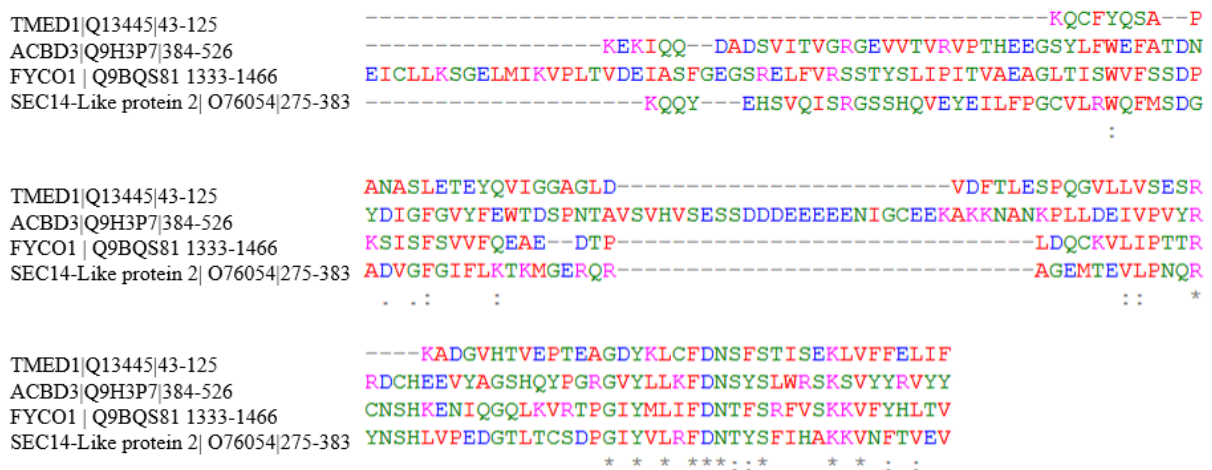 TMED1|Q13445|43-125 -------------------------------------------------KQCFYQSA--P
ACBD3|Q9H3P7|384-526 -----------------KEKIQQ--DADSVITVGRGEVVTVRVPTHEEGSYLFWEFATDN
FYCO1 | Q9BQS81 1333-1466 EICLLKSGELMIKVPLTVDEIASFGEGSRELFVRSSTYSLIPITVAEAGLTISWVFSSDP
SEC14-Like protein 2| O76054|275-383 --------------------KQQY---EHSVQISRGSSHQVEYEILFPGCVLRWQFMSDG
:
TMED1|Q13445|43-125 ANASLETEYQVIGGAGLD------------------------VDFTLESPQGVLLVSESR
ACBD3|Q9H3P7|384-526 YDIGFGVYFEWTDSPNTAVSVHVSESSDDDEEEEENIGCEEKAKKNANKPLLDEIVPVYR
FYCO1 | Q9BQS81 1333-1466 KSISFSVVFQEAE--DTP------------------------------LDQCKVLIPTTR
SEC14-Like protein 2| O76054|275-383 ADVGFGIFLKTKMGERQR------------------------------AGEMTEVLPNQR
. .: : :: *
TMED1|Q13445|43-125 ----KADGVHTVEPTEAGDYKLCFDNSFSTISEKLVFFELIF
ACBD3|Q9H3P7|384-526 RDCHEEVYAGSHQYPGRGVYLLKFDNSYSLWRSKSVYYRVYY
FYCO1 | Q9BQS81 1333-1466 CNSHKENIQGQLKVRTPGIYMLIFDNTFSRFVSKKVFYHLTV
SEC14-Like protein 2| O76054|275-383 YNSHLVPEDGTLTCSDPGIYVLRFDNTYSFIHAKKVNFTVEV
* * * ***::* * * : :